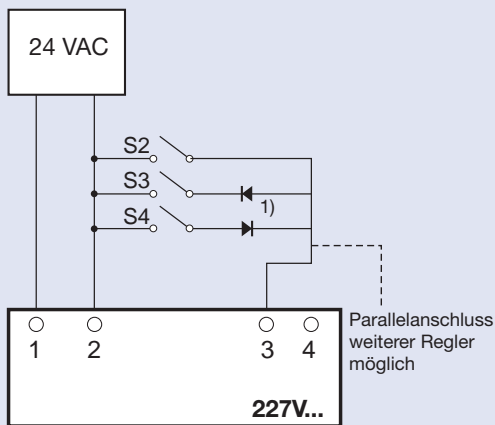 24 VAC
S2
S3
1)
S4
Parallelanschluss
weiterer Regler
möglich
1 2 3 4
227V...